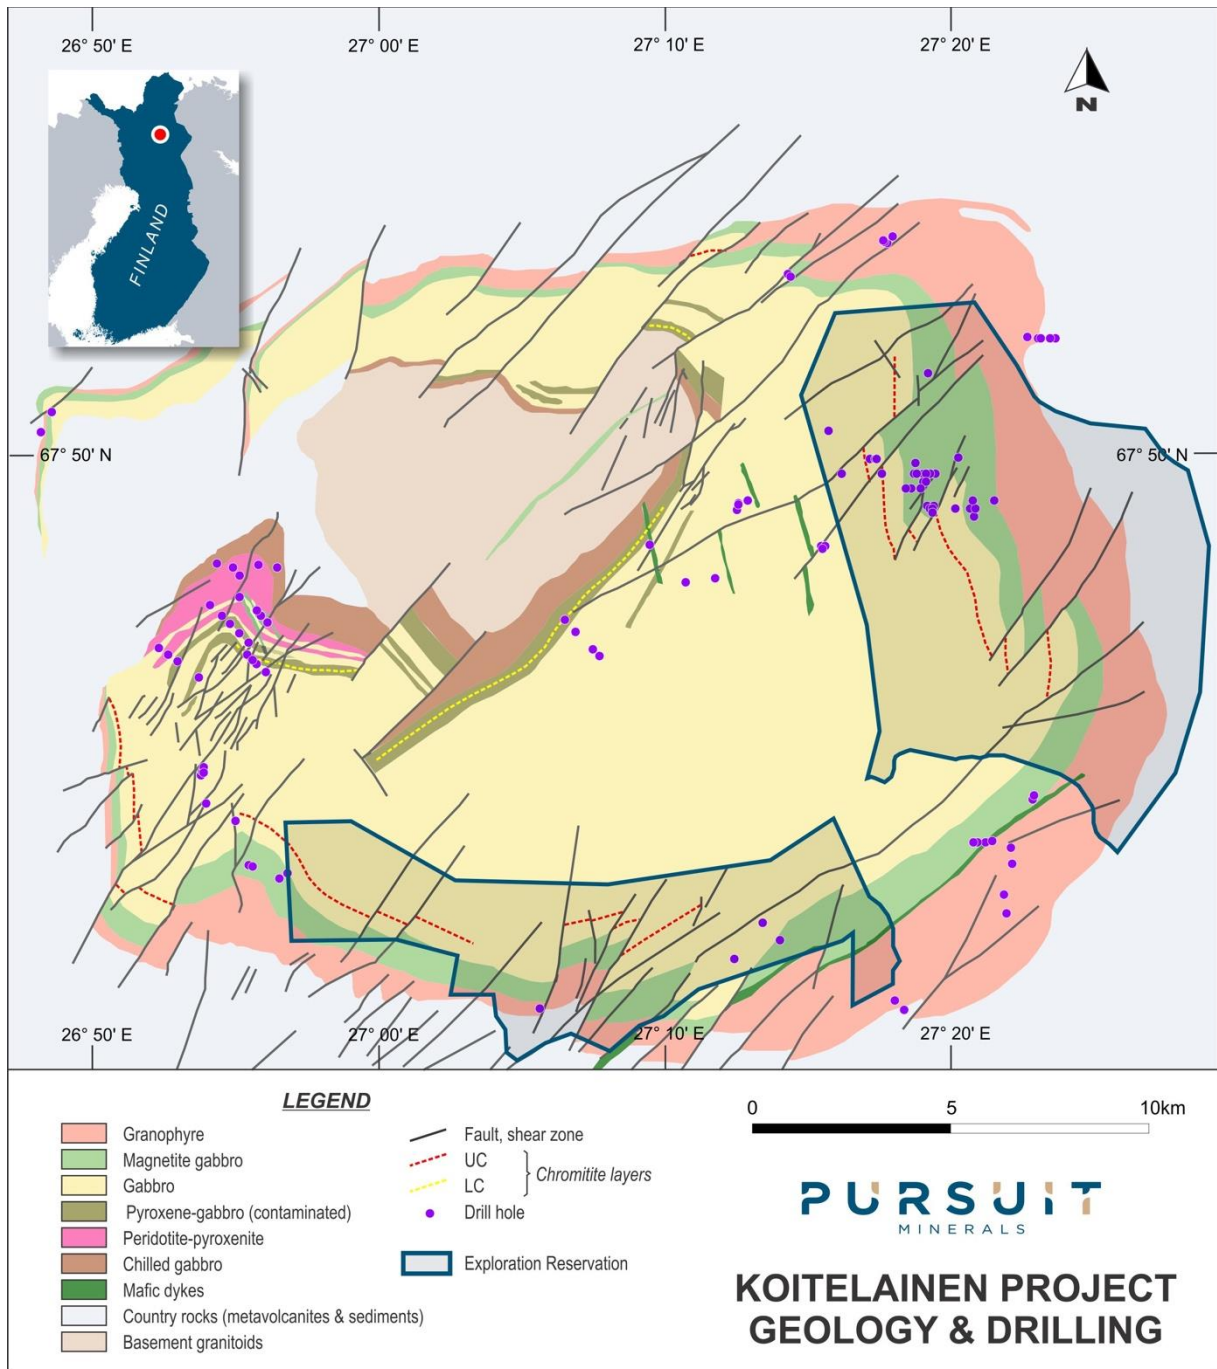 26° 50' E
27° 00' E
27° 10' E
27° 20' E
N
FINLAND
67° 50' N
67° 50' N
26° 50' E
27° 00' E
27° 10' E
27° 20' E
LEGEND
Granophyre
Magnetite gabbro
Gabbro
Pyroxene-gabbro (contaminated)
Peridotite-pyroxenite
Chilled gabbro
Mafic dykes
Country rocks (metavolcanites & sediments)
Basement granitoids
Fault, shear zone
UC
LC
Chromitite layers
Drill hole
Exploration Reservation
0 5 10km
PURSUIT
MINERALS
KOITELAINEN PROJECT
GEOLOGY & DRILLING